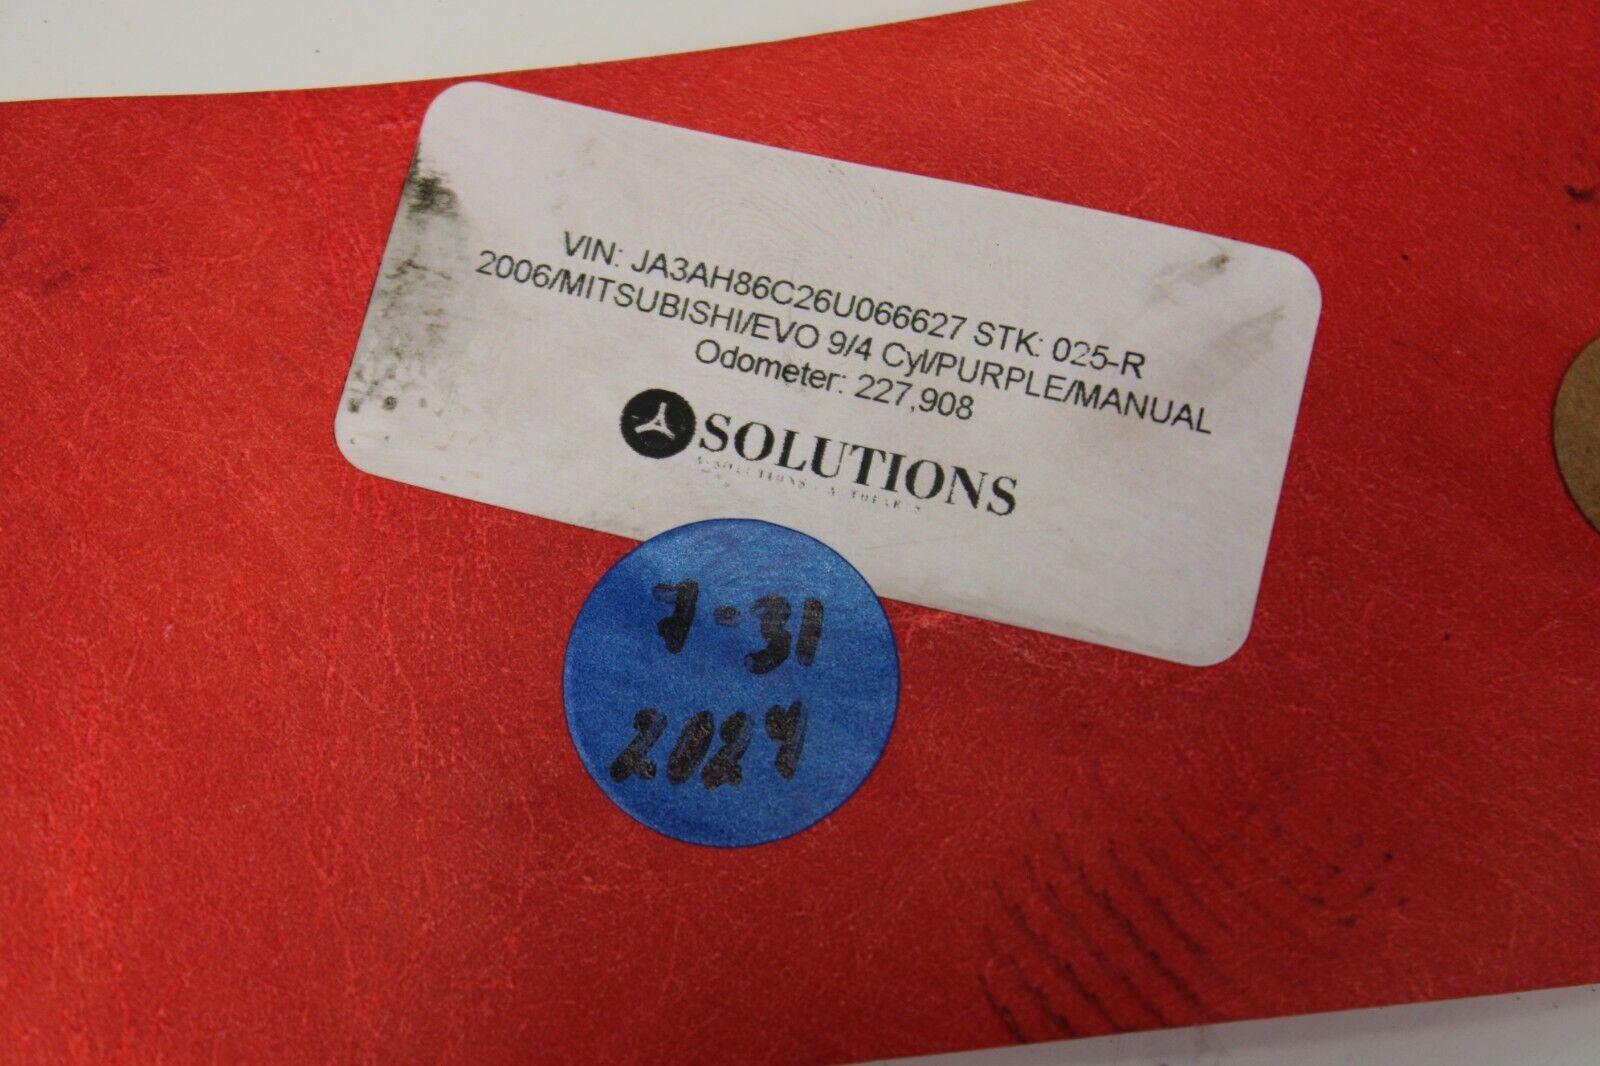 VIN: JA3AH86C26U066627 STK: 025-R
2006/MITSUBISHI/EVO 9/4 Cyl/PURPLE/MANUAL
Odometer: 227,908
SOLUTIONS
7-31
2024